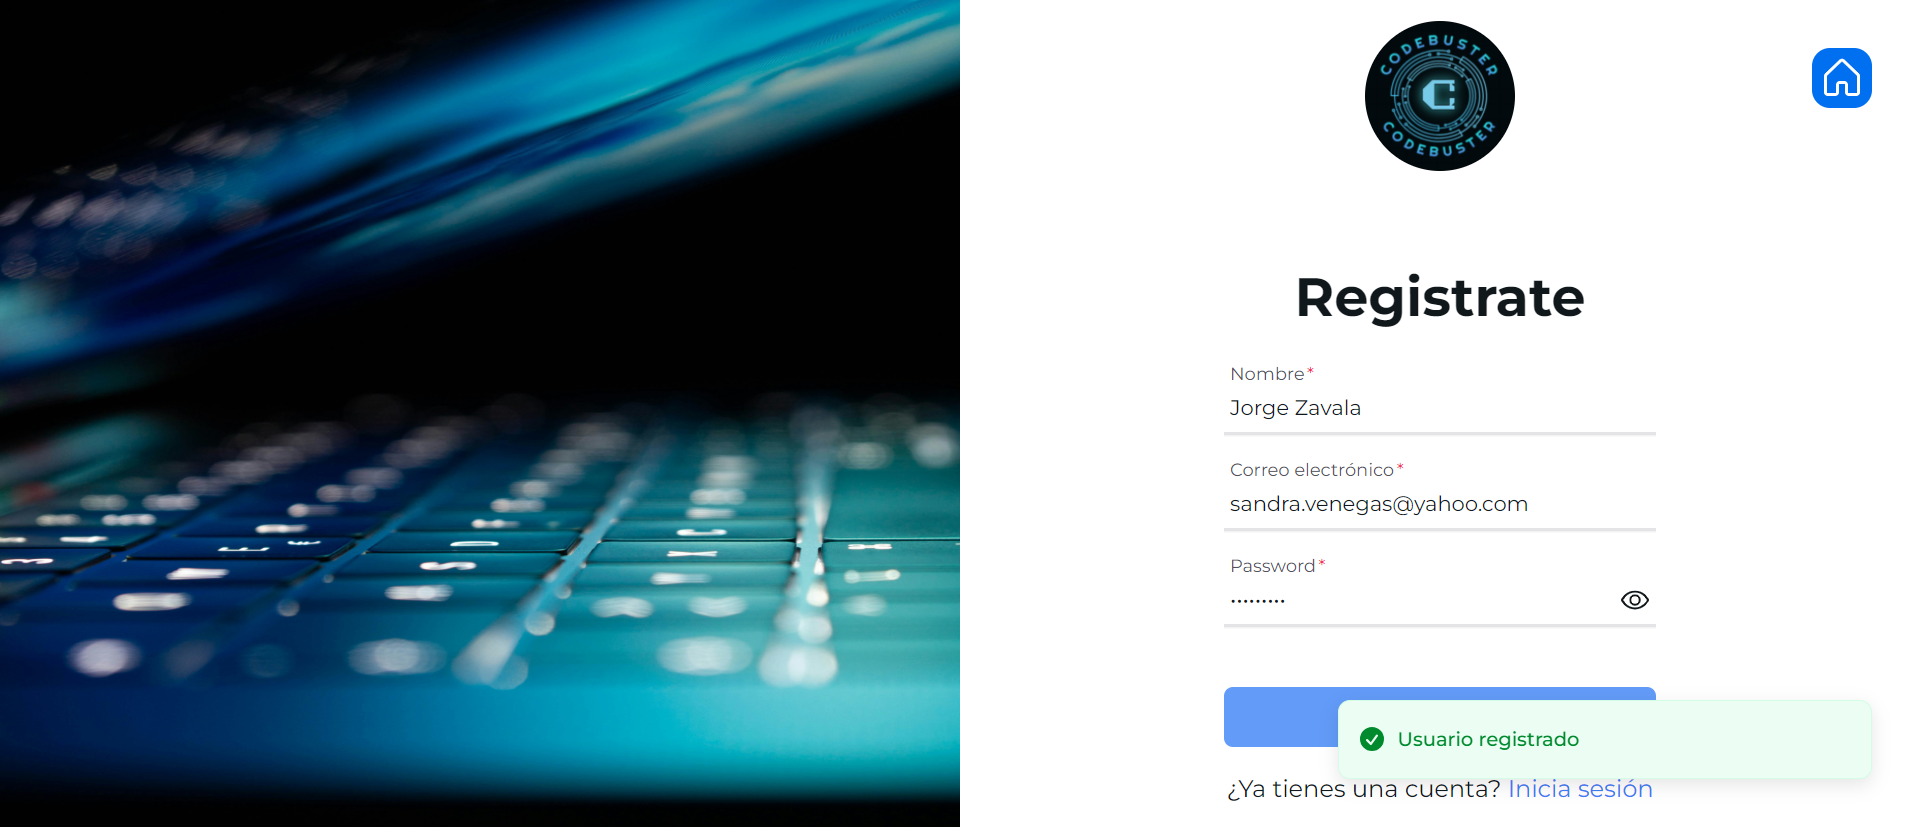 CODEBUSTER
C
CODEBUSTER
Registrate
Nombre*
Jorge Zavala
Correo electrónico*
sandra.venegas@yahoo.com
Password*
•••••••••
Usuario registrado
¿Ya tienes una cuenta? Inicia sesión